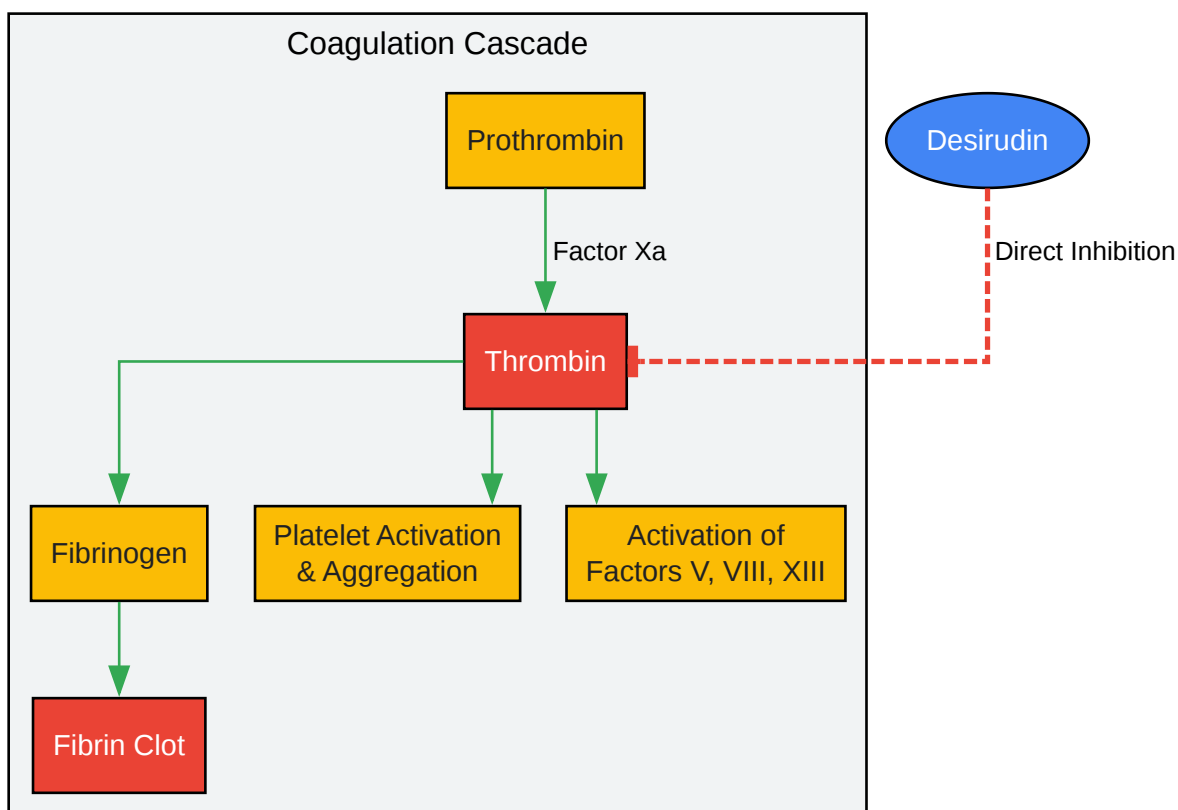 Coagulation Cascade
Prothrombin
Desirudin
Factor Xa
Direct Inhibition
Thrombin
Fibrinogen
Platelet Activation
& Aggregation
Activation of
Factors V, VIII, XIII
Fibrin Clot